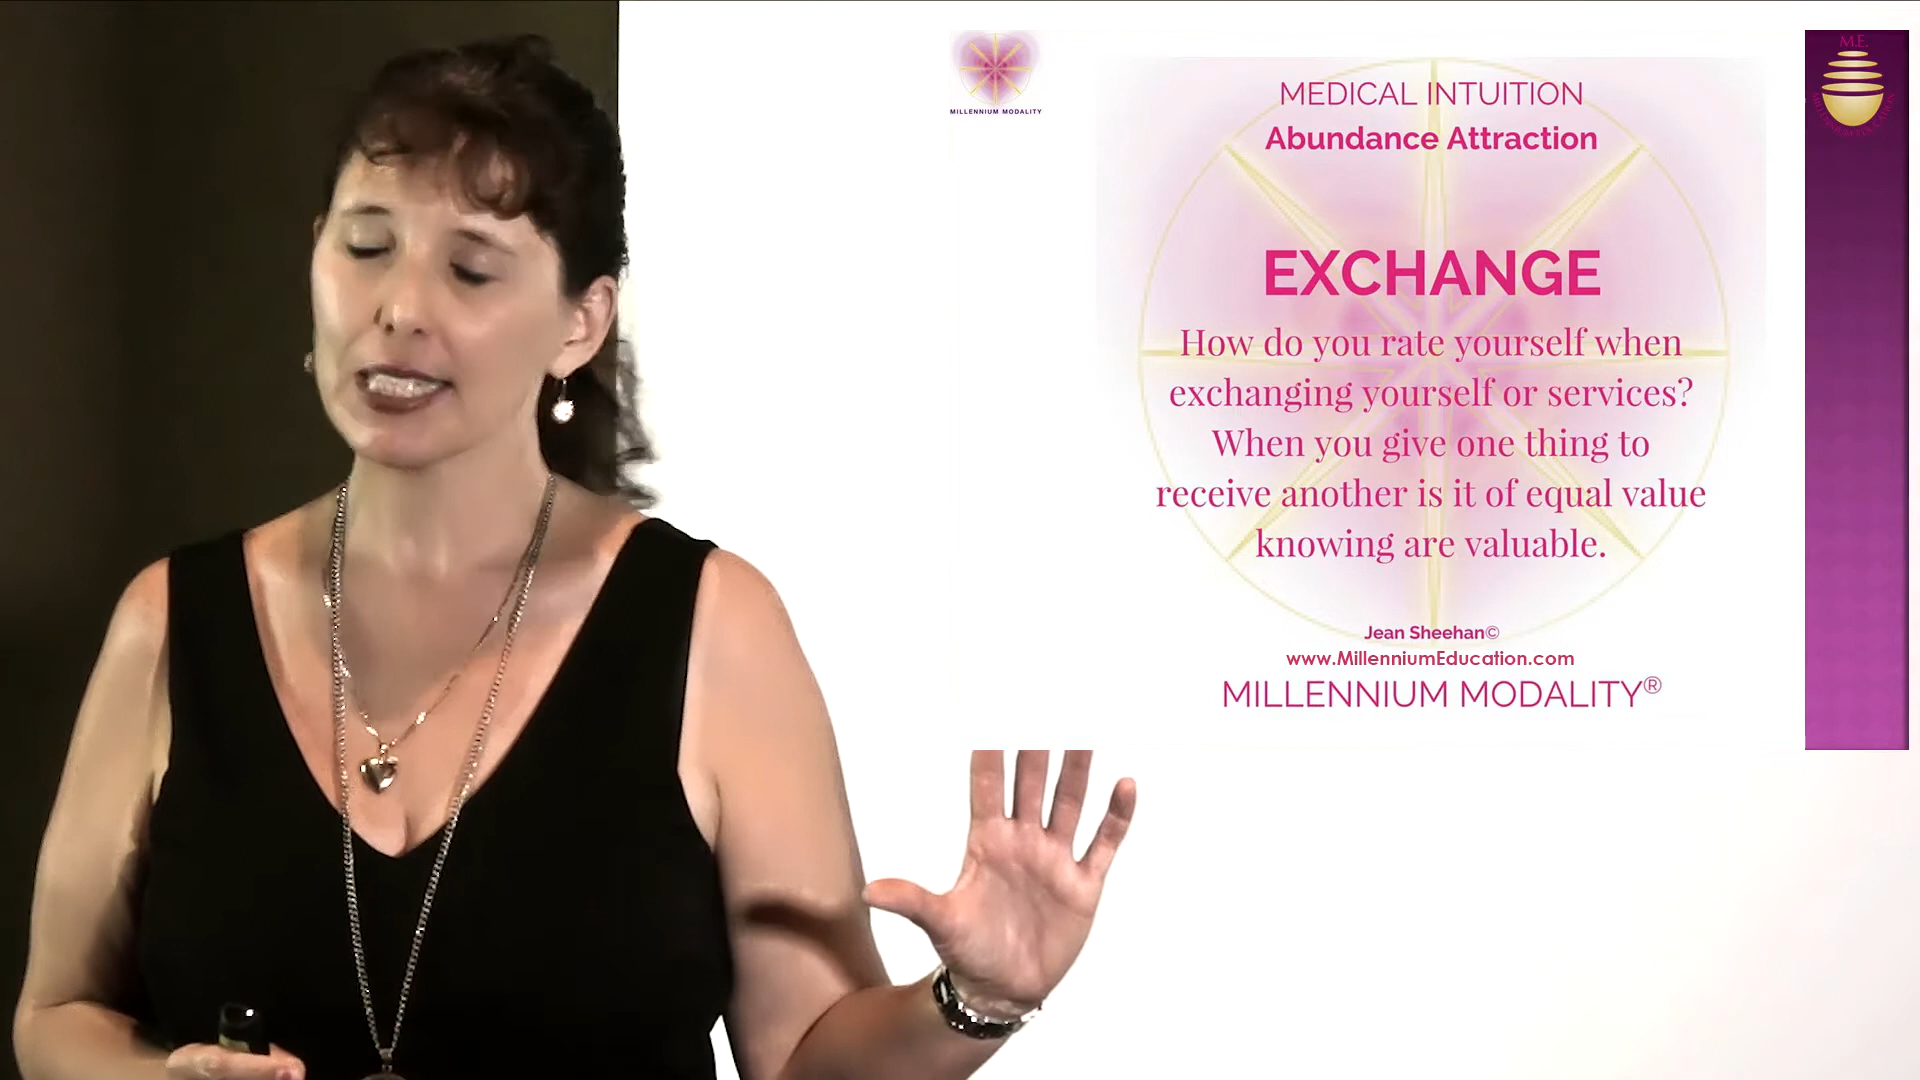 MILLENNIUM MODALITY
MEDICAL INTUITION
Abundance Attraction
EXCHANGE
How do you rate yourself when
exchanging yourself or services?
When you give one thing to
receive another is it of equal value
knowing are valuable.
Jean Sheehan©
www.MillenniumEducation.com
MILLENNIUM MODALITY®
M.E.
MILLENNIUM EDUCATION